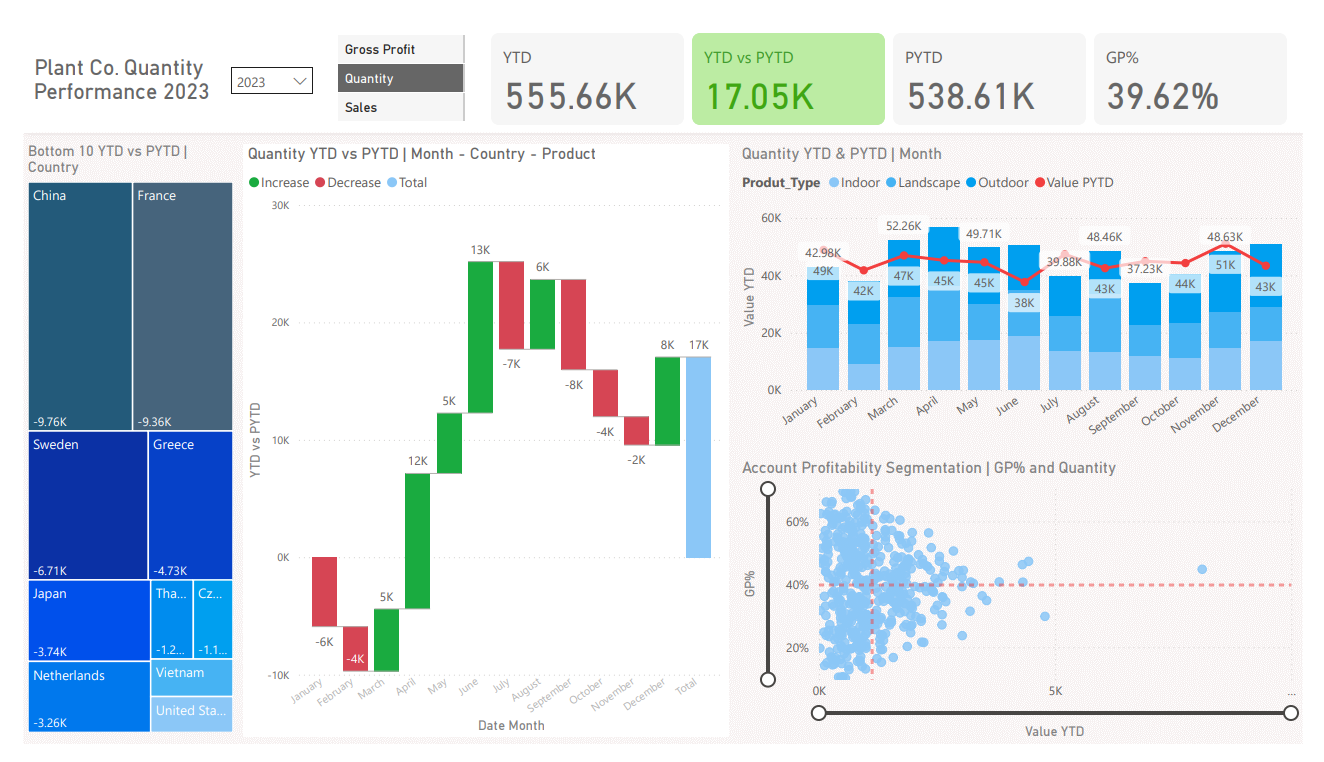 Plant Co. Quantity
Performance 2023
2023
Gross Profit
Quantity
Sales
YTD
555.66K
YTD vs PYTD
17.05K
PYTD
538.61K
GP%
39.62%
Bottom 10 YTD vs PYTD |
Country
China
-9.76K
France
-9.36K
Sweden
-6.71K
Greece
-4.73K
Japan
-3.74K
Tha...
-1.2...
Cz...
-1.1...
Netherlands
-3.26K
Vietnam
United Sta...
Quantity YTD vs PYTD | Month - Country - Product
Increase Decrease Total
30K
20K
10K
0K
-10K
YTD vs PYTD
-6K
-4K
5K
12K
5K
13K
-7K
6K
-8K
-4K
-2K
8K
17K
January
February
March
April
May
June
July
August
September
October
November
December
Total
Date Month
Quantity YTD & PYTD | Month
Produt_Type Indoor Landscape Outdoor Value PYTD
60K
40K
20K
0K
Value YTD
42.98K
52.26K
49.71K
39.88K
48.46K
37.23K
48.63K
49K
42K
47K
45K
45K
38K
43K
44K
51K
43K
January
February
March
April
May
June
July
August
September
October
November
December
Account Profitability Segmentation | GP% and Quantity
60%
40%
20%
GP%
0K
5K
...
Value YTD